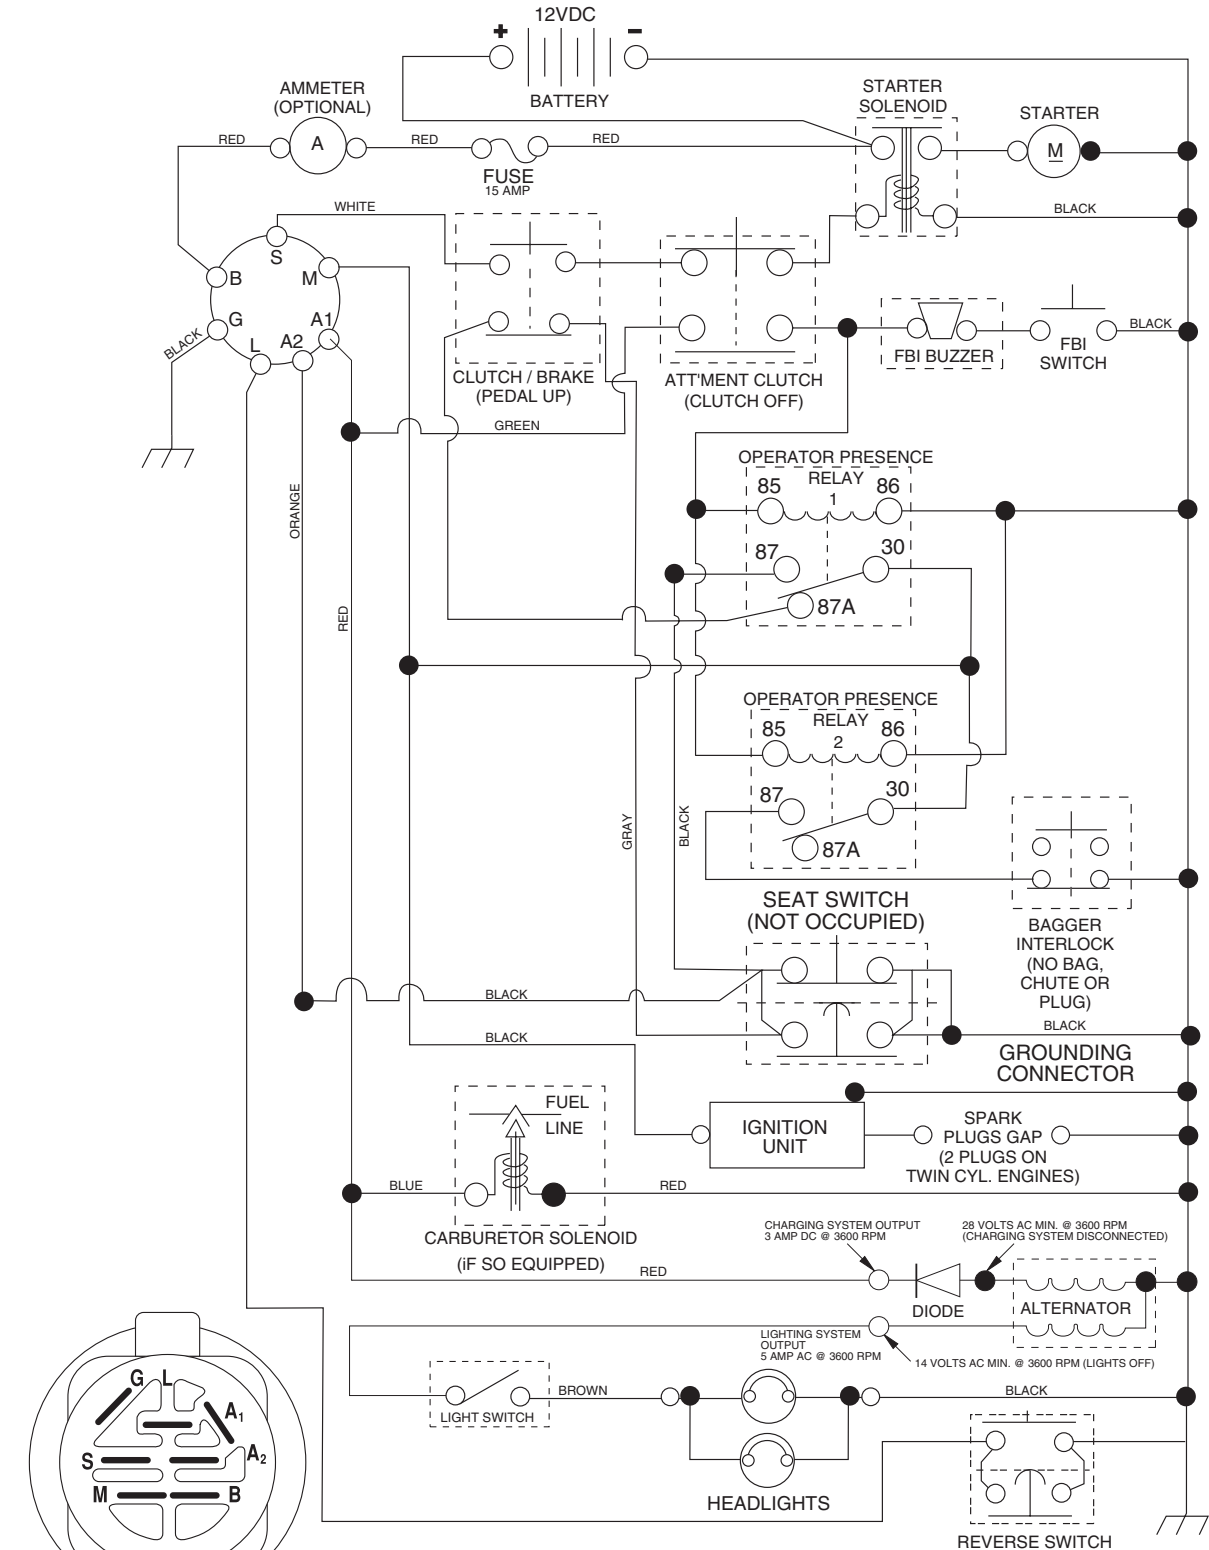 12VDC
+
−
BATTERY
AMMETER
(OPTIONAL)
A
RED
RED
RED
FUSE
15 AMP
STARTER
SOLENOID
STARTER
M
WHITE
BLACK
S
B
M
G
A1
L
A2
BLACK
CLUTCH / BRAKE
(PEDAL UP)
ATT'MENT CLUTCH
(CLUTCH OFF)
FBI BUZZER
FBI
SWITCH
BLACK
GREEN
ORANGE
RED
OPERATOR PRESENCE
RELAY
1
85
86
87
30
87A
OPERATOR PRESENCE
RELAY
2
85
86
87
30
87A
GRAY
BLACK
SEAT SWITCH
(NOT OCCUPIED)
BAGGER
INTERLOCK
(NO BAG,
CHUTE OR
PLUG)
BLACK
BLACK
BLACK
GROUNDING
CONNECTOR
FUEL
LINE
IGNITION
UNIT
SPARK
PLUGS GAP
(2 PLUGS ON
TWIN CYL. ENGINES)
BLUE
RED
CARBURETOR SOLENOID
(iF SO EQUIPPED)
CHARGING SYSTEM OUTPUT
3 AMP DC @ 3600 RPM
28 VOLTS AC MIN. @ 3600 RPM
(CHARGING SYSTEM DISCONNECTED)
RED
DIODE
ALTERNATOR
LIGHTING SYSTEM
OUTPUT
5 AMP AC @ 3600 RPM
14 VOLTS AC MIN. @ 3600 RPM (LIGHTS OFF)
LIGHT SWITCH
BROWN
BLACK
HEADLIGHTS
REVERSE SWITCH
G
L
A1
A2
S
M
B